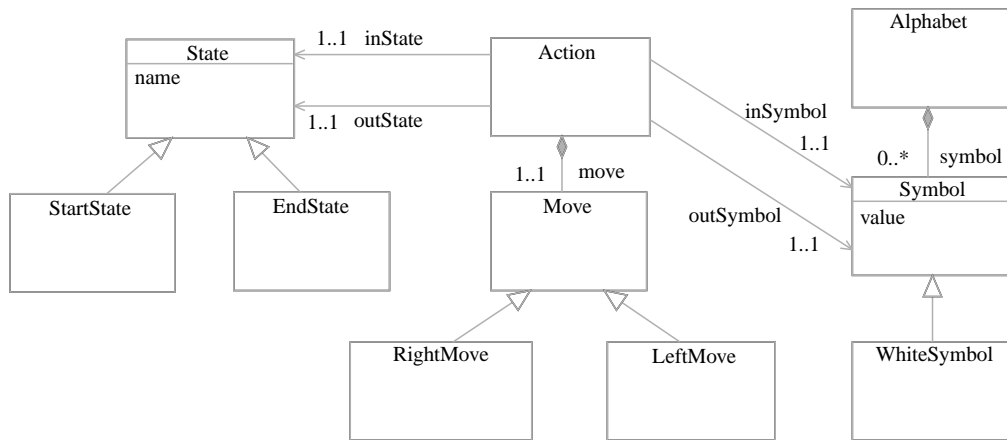 Alphabet
1..1 inState
State
Action
name
inSymbol
1..1 outState
1..1
0..* symbol
1..1 move
Symbol
StartState
EndState
Move
outSymbol
value
1..1
RightMove
LeftMove
WhiteSymbol